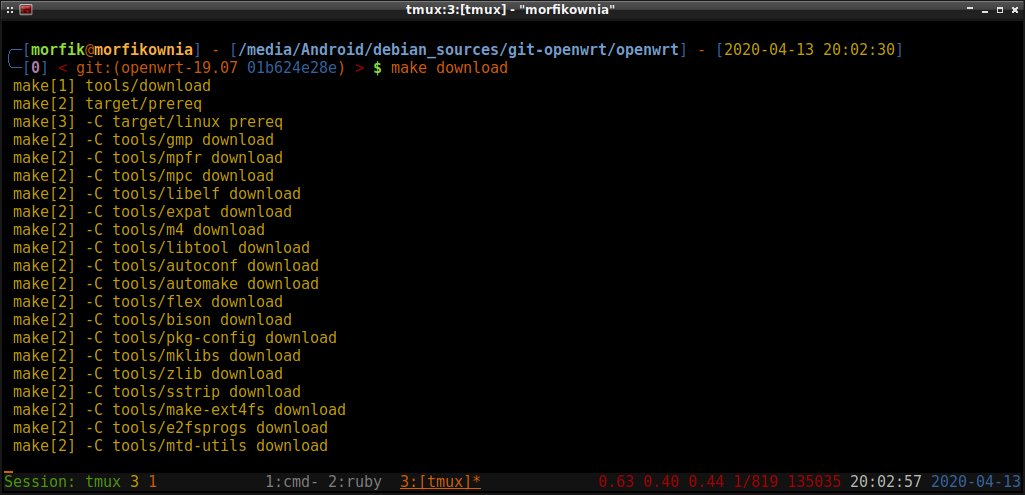 tmux:3:[tmux] - "morfikownia"
[morfik@morfikownia] - [/media/Android/debian_sources/git-openwrt/openwrt] - [2020-04-13 20:02:30]
[0] < git:(openwrt-19.07 01b624e28e) > $ make download
make[1] tools/download
make[2] target/prereq
make[3] -C target/linux prereq
make[2] -C tools/gmp download
make[2] -C tools/mpfr download
make[2] -C tools/mpc download
make[2] -C tools/libelf download
make[2] -C tools/expat download
make[2] -C tools/m4 download
make[2] -C tools/libtool download
make[2] -C tools/autoconf download
make[2] -C tools/automake download
make[2] -C tools/flex download
make[2] -C tools/bison download
make[2] -C tools/pkg-config download
make[2] -C tools/mklibs download
make[2] -C tools/zlib download
make[2] -C tools/sstrip download
make[2] -C tools/make-ext4fs download
make[2] -C tools/e2fsprogs download
make[2] -C tools/mtd-utils download
Session: tmux 3 1 1:cmd- 2:ruby 3:[tmux]* 0.63 0.40 0.44 1/819 135035 20:02:57 2020-04-13